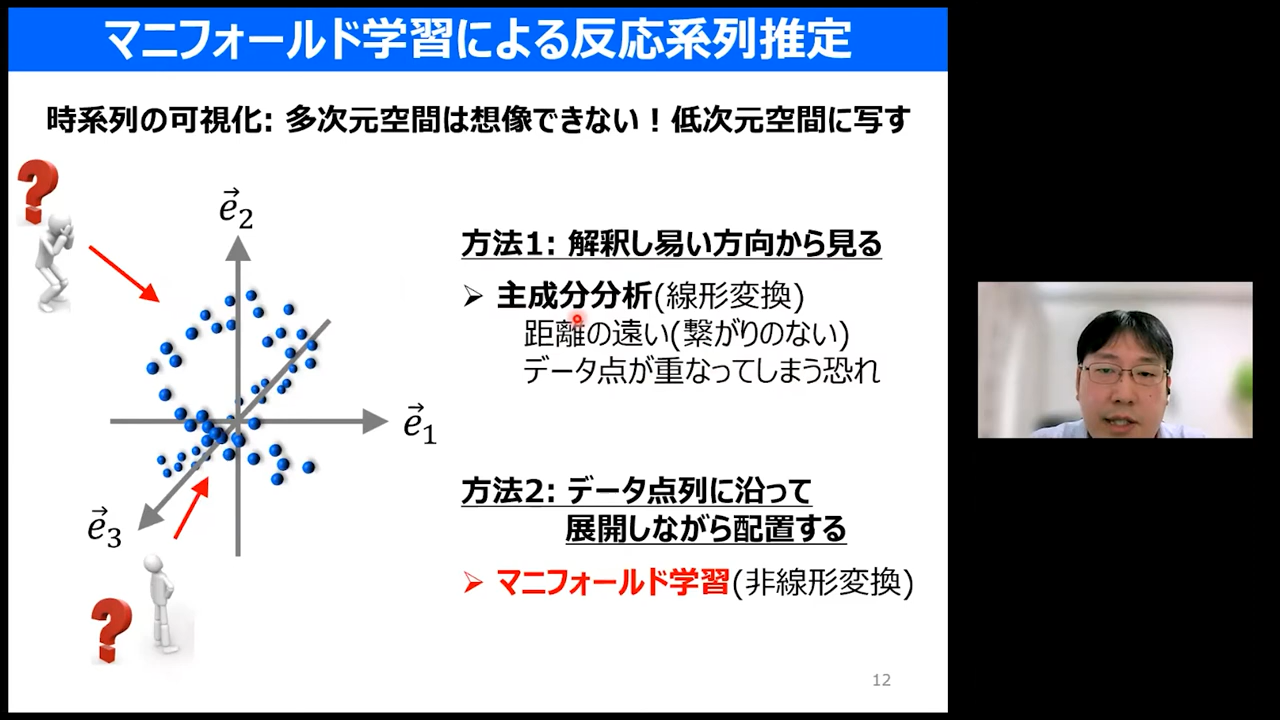 マニフォールド学習による反応系列推定
時系列の可視化: 多次元空間は想像できない！低次元空間に写す
?
e⃗2
方法1: 解釈し易い方向から見る
➢ 主成分分析(線形変換)
距離の遠い(繋がりのない)
データ点が重なってしまう恐れ
e⃗1
方法2: データ点列に沿って
展開しながら配置する
e⃗3
➢ マニフォールド学習(非線形変換)
?
12